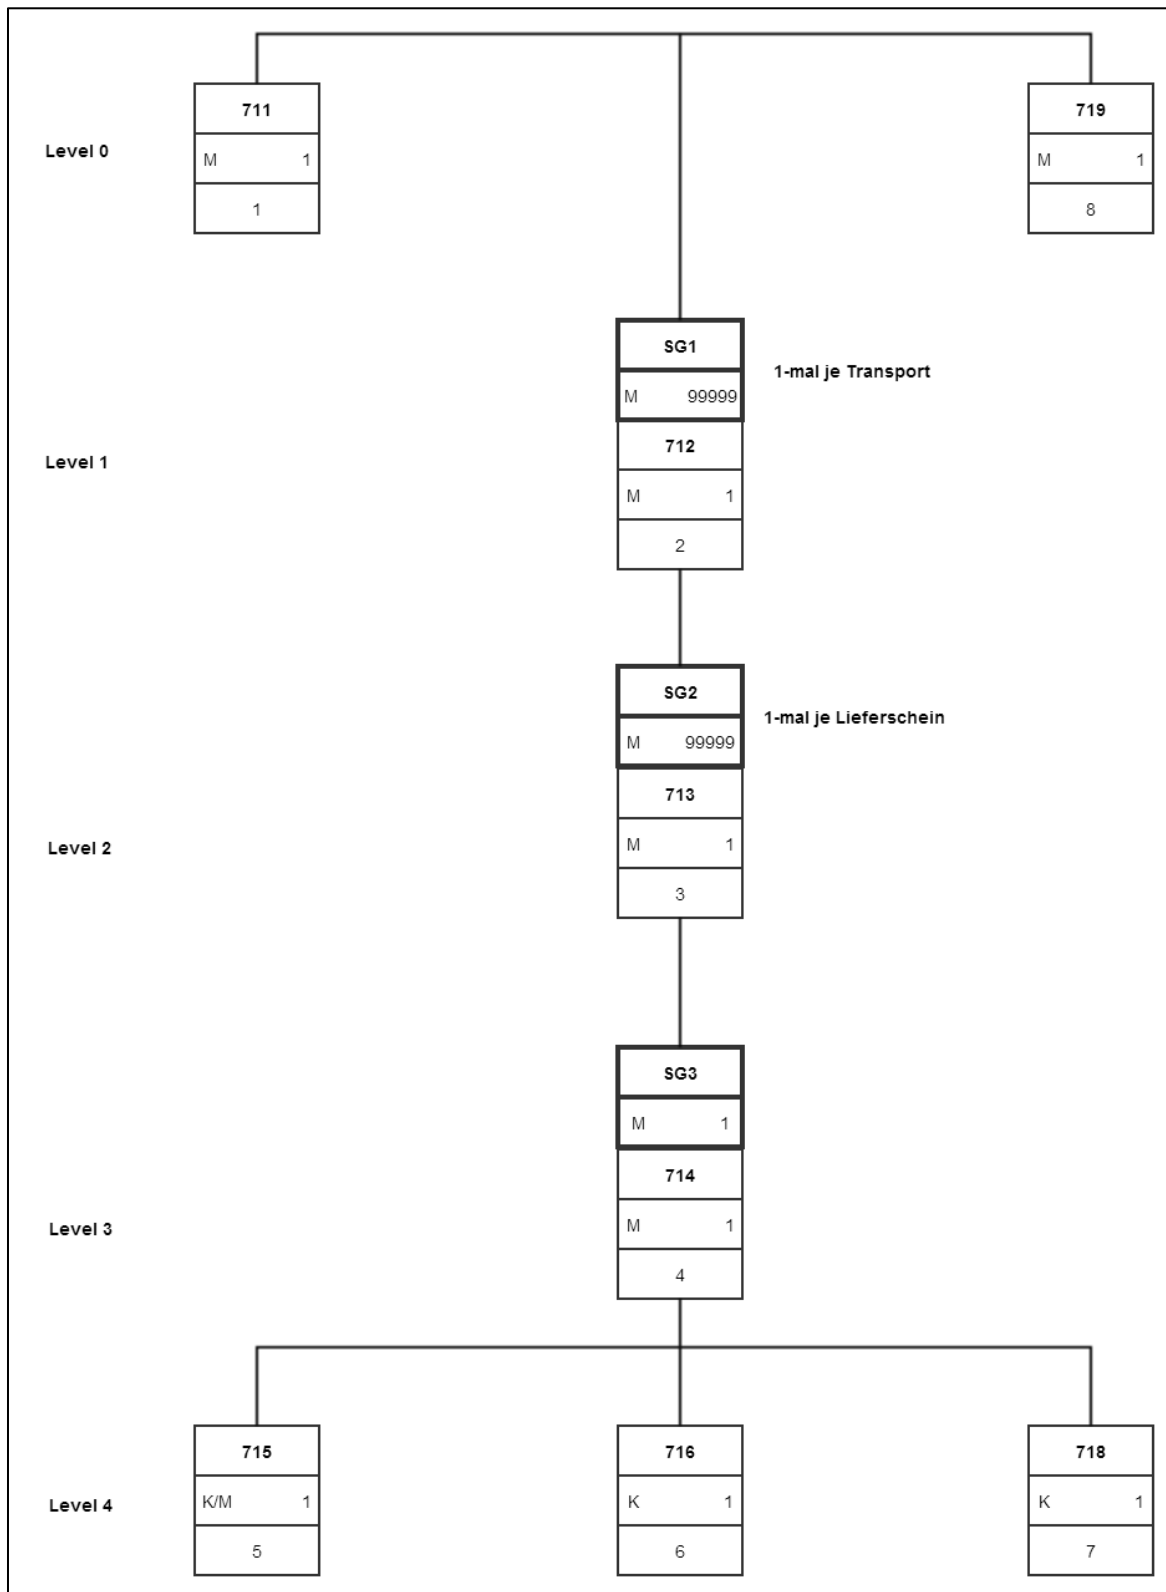 711
719
Level 0
M 1
M 1
1
8
SG1
1-mal je Transport
M 99999
712
Level 1
M 1
2
SG2
1-mal je Lieferschein
M 99999
713
Level 2
M 1
3
SG3
M 1
714
Level 3
M 1
4
715
716
718
Level 4
K/M 1
K 1
K 1
5
6
7